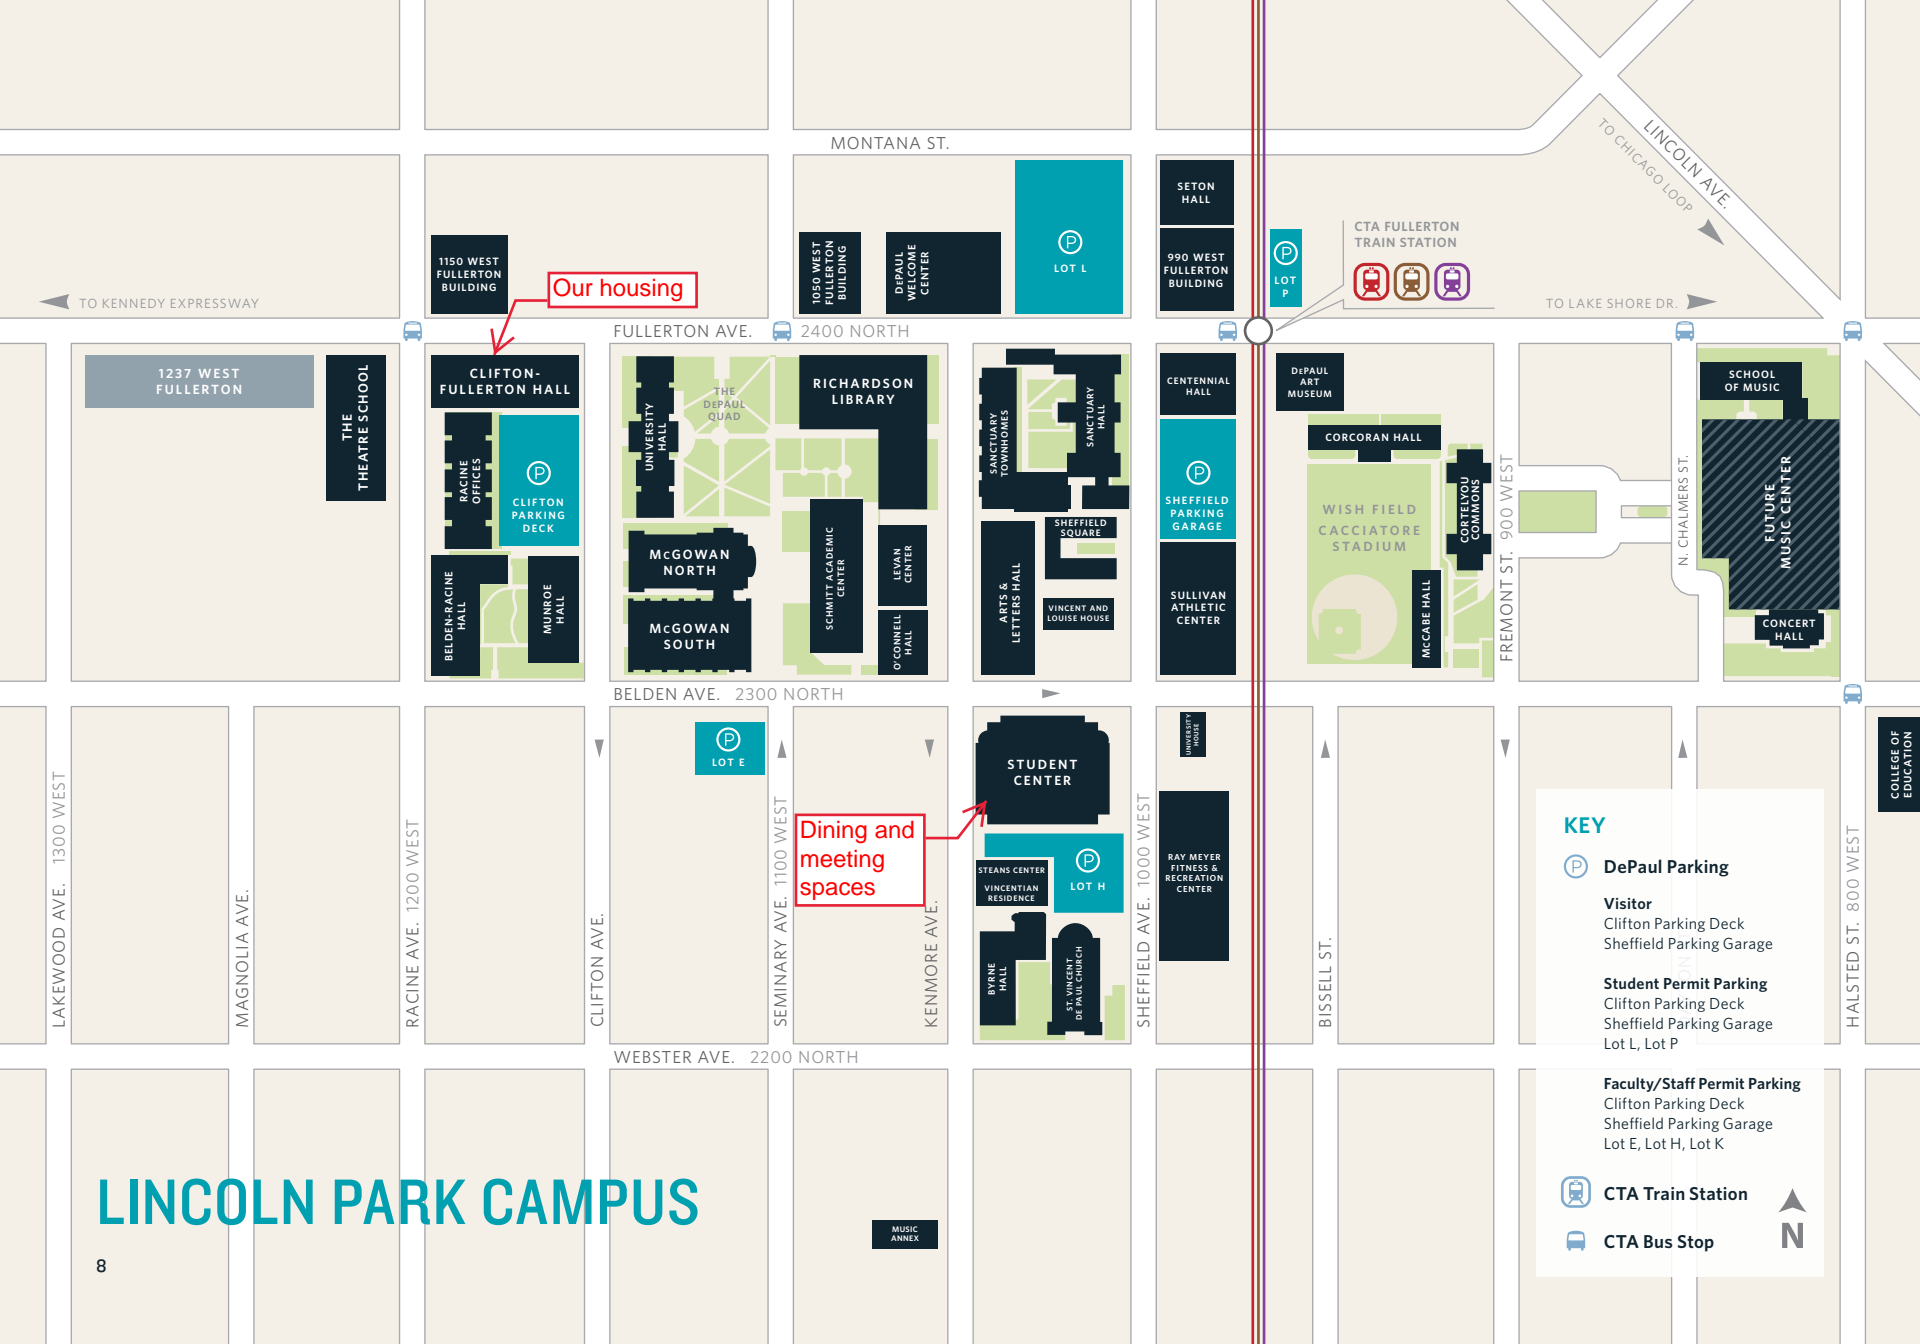 MONTANA ST.
LINCOLN AVE.
TO CHICAGO LOOP
SETON
HALL
CTA FULLERTON
TRAIN STATION
1150 WEST
FULLERTON
BUILDING
Our housing
1050 WEST
FULLERTON
BUILDING
DEPAUL
WELCOME
CENTER
P
LOT L
990 WEST
FULLERTON
BUILDING
P
LOT
P
TO KENNEDY EXPRESSWAY
TO LAKE SHORE DR.
FULLERTON AVE. 2400 NORTH
1237 WEST
FULLERTON
THE
THEATRE SCHOOL
CLIFTON-
FULLERTON HALL
RACINE
OFFICES
P
CLIFTON
PARKING
DECK
BELDEN-RACINE
HALL
MUNROE
HALL
UNIVERSITY
HALL
THE
DEPAUL
QUAD
RICHARDSON
LIBRARY
McGOWAN
NORTH
McGOWAN
SOUTH
SCHMITT ACADEMIC
CENTER
LEVAN
CENTER
O'CONNELL
HALL
SANCTUARY
TOWNHOMES
SANCTUARY
HALL
SHEFFIELD
SQUARE
ARTS &
LETTERS HALL
VINCENT AND
LOUISE HOUSE
CENTENNIAL
HALL
P
SHEFFIELD
PARKING
GARAGE
SULLIVAN
ATHLETIC
CENTER
DEPAUL
ART
MUSEUM
CORCORAN HALL
WISH FIELD
CACCIATORE
STADIUM
CORTELYOU
COMMONS
MCCABE HALL
FREMONT ST. 900 WEST
N. CHALMERS ST.
SCHOOL
OF MUSIC
FUTURE
MUSIC CENTER
CONCERT
HALL
BELDEN AVE. 2300 NORTH
P
LOT E
STUDENT
CENTER
UNIVERSITY
HOUSE
COLLEGE OF
EDUCATION
Dining and
meeting
spaces
STEANS CENTER
VINCENTIAN
RESIDENCE
P
LOT H
RAY MEYER
FITNESS &
RECREATION
CENTER
BYRNE
HALL
ST. VINCENT
DE PAUL CHURCH
LAKEWOOD AVE. 1300 WEST
MAGNOLIA AVE.
RACINE AVE. 1200 WEST
CLIFTON AVE.
SEMINARY AVE. 1100 WEST
KENMORE AVE.
SHEFFIELD AVE. 1000 WEST
BISSELL ST.
HALSTED ST. 800 WEST
WEBSTER AVE. 2200 NORTH
KEY
P DePaul Parking
Visitor
Clifton Parking Deck
Sheffield Parking Garage
Student Permit Parking
Clifton Parking Deck
Sheffield Parking Garage
Lot L, Lot P
Faculty/Staff Permit Parking
Clifton Parking Deck
Sheffield Parking Garage
Lot E, Lot H, Lot K
CTA Train Station
CTA Bus Stop
N
MUSIC
ANNEX
LINCOLN PARK CAMPUS
8